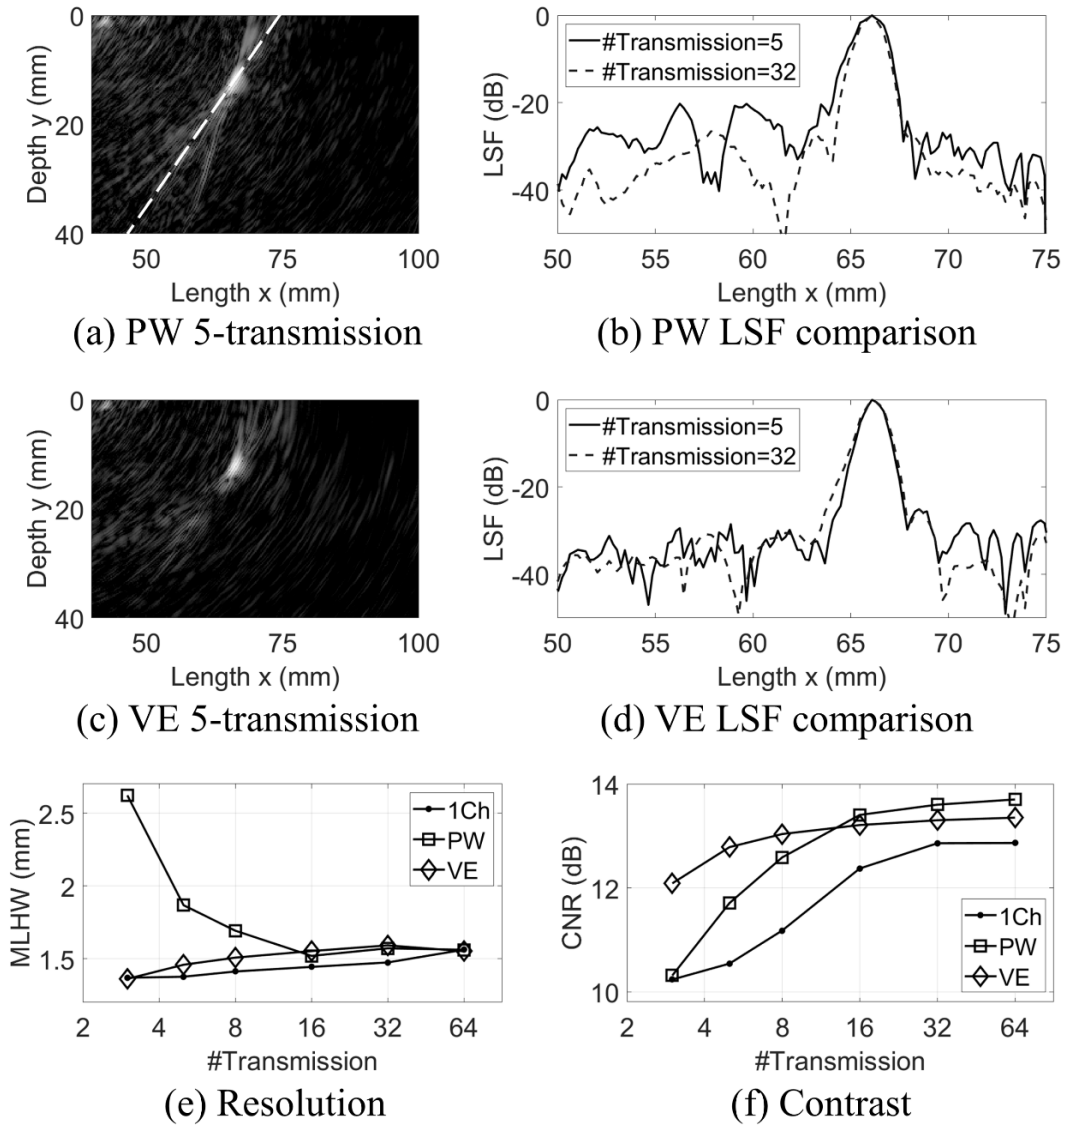 0
20
40
Depth y (mm)
50
75
100
Length x (mm)
(a) PW 5-transmission
0
-20
-40
LSF (dB)
#Transmission=5
#Transmission=32
50
55
60
65
70
75
Length x (mm)
(b) PW LSF comparison
0
20
40
Depth y (mm)
50
75
100
Length x (mm)
(c) VE 5-transmission
0
-20
-40
LSF (dB)
#Transmission=5
#Transmission=32
50
55
60
65
70
75
Length x (mm)
(d) VE LSF comparison
2.5
2
1.5
MLHW (mm)
1Ch
PW
VE
2
4
8
16
32
64
#Transmission
(e) Resolution
14
12
10
CNR (dB)
1Ch
PW
VE
2
4
8
16
32
64
#Transmission
(f) Contrast